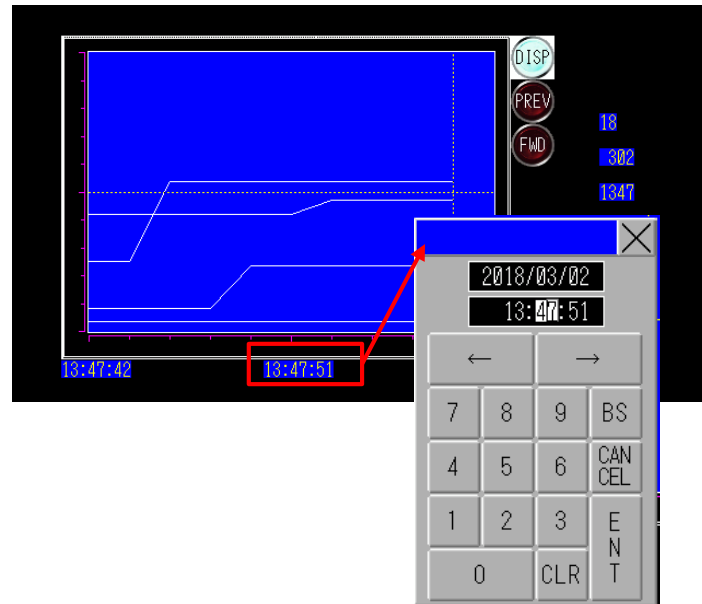 DISP
PREV
FWD
18
302
1347
13:47:42
13:47:51
2018/03/02
13:47:51
← →
7 8 9 BS
4 5 6 CAN
CEL
1 2 3 E
N
T
0 CLR